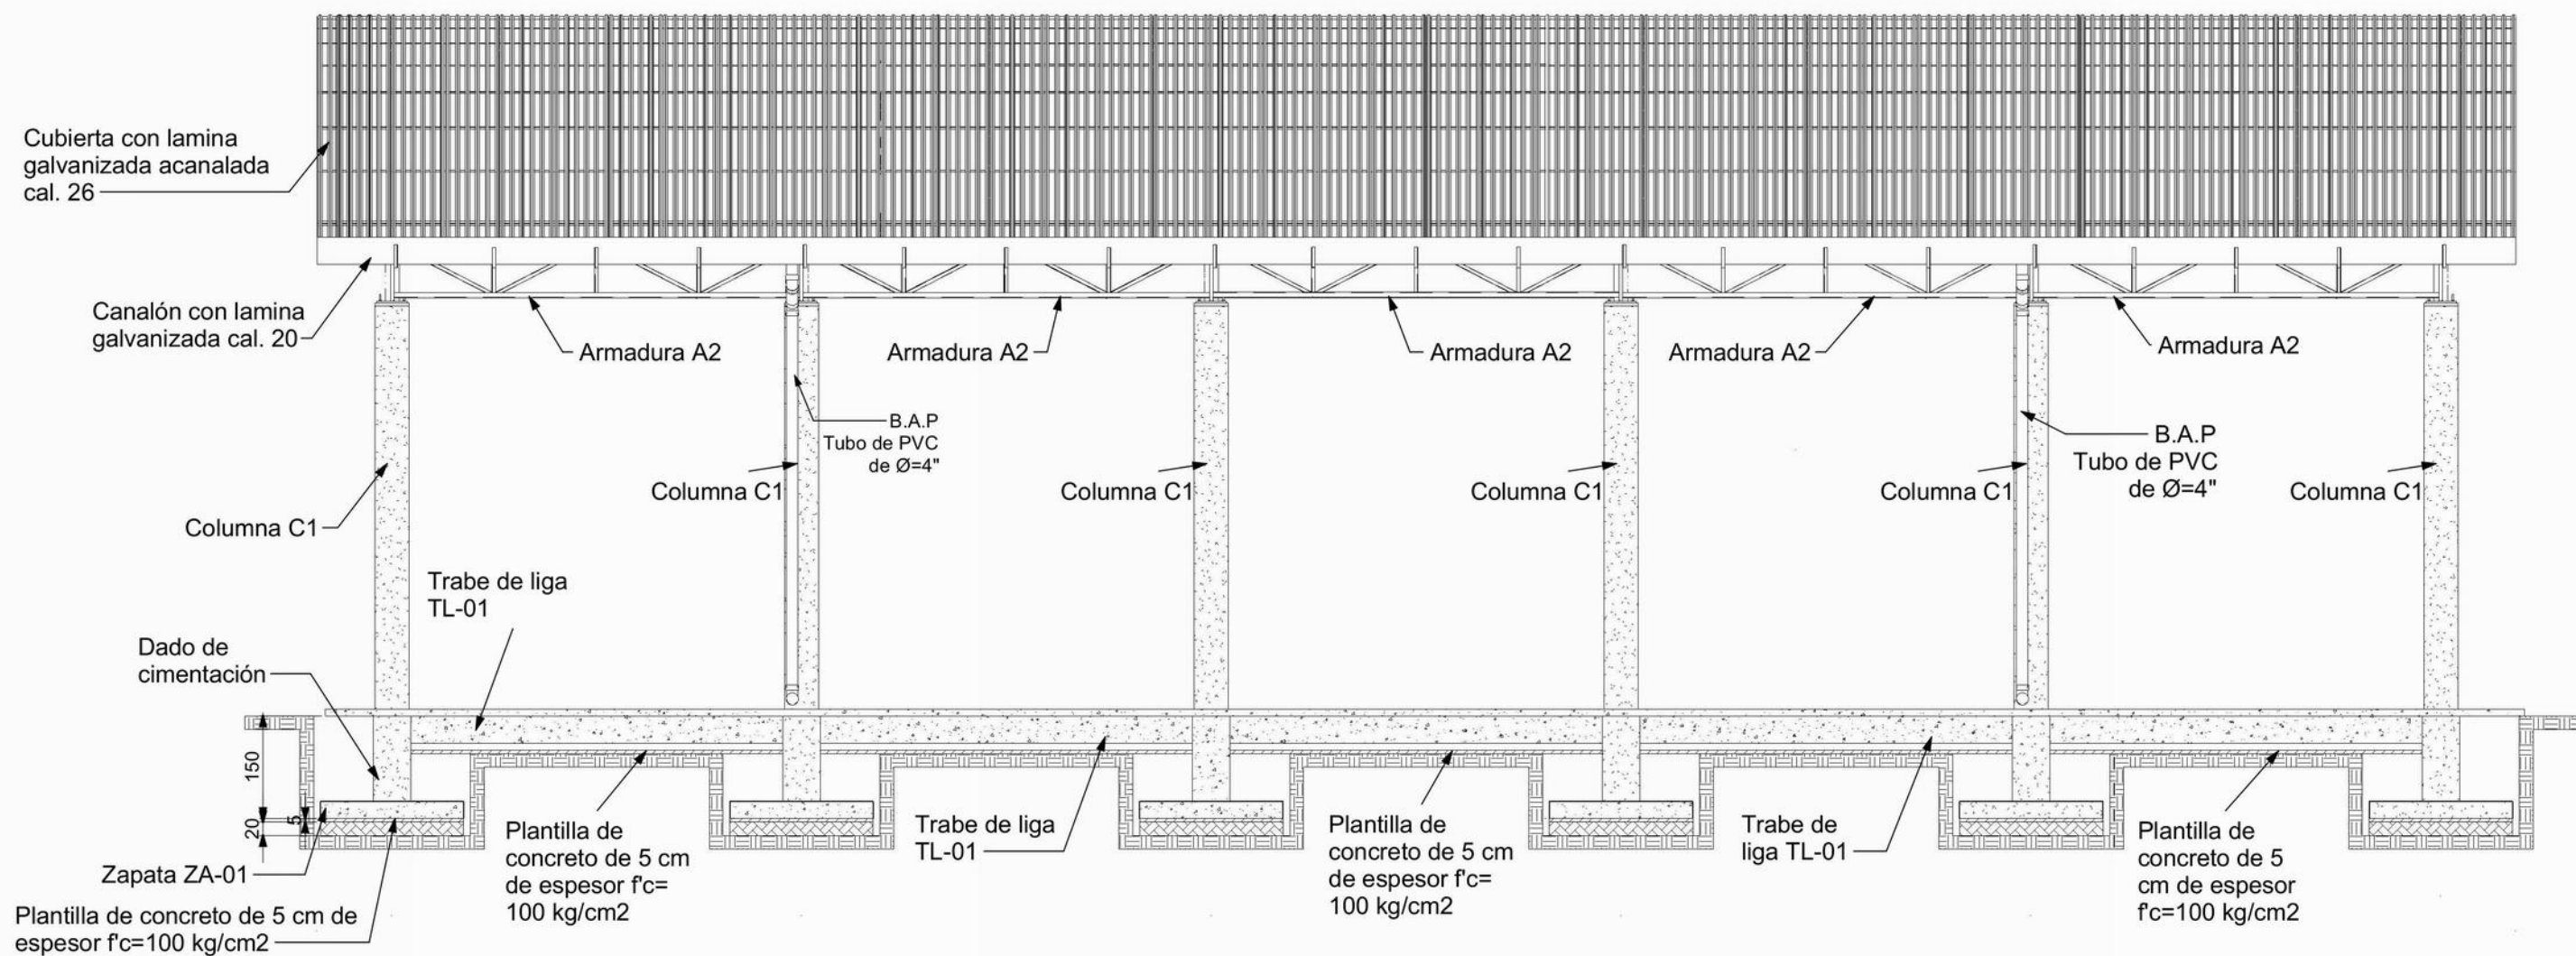 Cubierta con lamina
galvanizada acanalada
cal. 26
Canalón con lamina
galvanizada cal. 20
Armadura A2
Armadura A2
Armadura A2
Armadura A2
Armadura A2
B.A.P
Tubo de PVC
de Ø=4"
B.A.P
Tubo de PVC
de Ø=4"
Columna C1
Columna C1
Columna C1
Columna C1
Columna C1
Columna C1
Trabe de liga
TL-01
Dado de
cimentación
150
20
5
Zapata ZA-01
Plantilla de concreto de 5 cm de
espesor f'c=100 kg/cm2
Plantilla de
concreto de 5 cm
de espesor f'c=
100 kg/cm2
Trabe de liga
TL-01
Plantilla de
concreto de 5 cm
de espesor f'c=
100 kg/cm2
Trabe de
liga TL-01
Plantilla de
concreto de 5
cm de espesor
f'c=100 kg/cm2